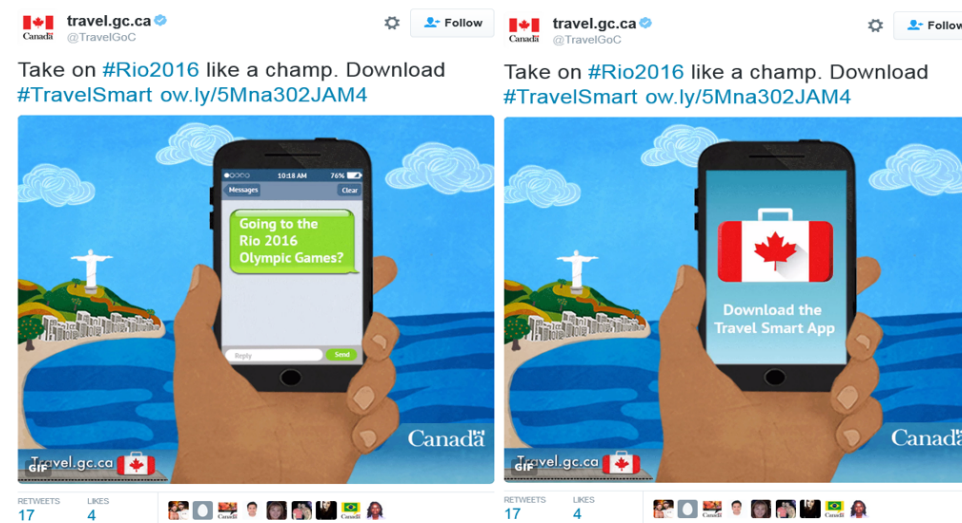 travel.gc.ca
@TravelGoC
Canada
Follow
Take on #Rio2016 like a champ. Download
#TravelSmart ow.ly/5Mna302JAM4
10:18 AM
76%
Messages
Clear
Going to the
Rio 2016
Olympic Games?
Reply
Send
Canada
GIF
Travel.gc.ca
RETWEETS
LIKES
17
4
travel.gc.ca
@TravelGoC
Canada
Follow
Take on #Rio2016 like a champ. Download
#TravelSmart ow.ly/5Mna302JAM4
Download the
Travel Smart App
Canada
GIF
Travel.gc.ca
RETWEETS
LIKES
17
4